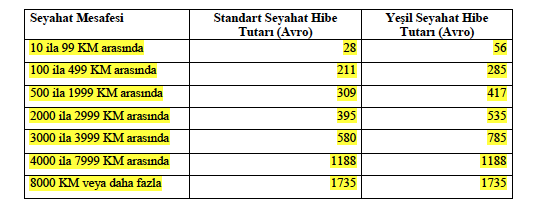 Seyahat Mesafesi Standart Seyahat Hibe Yeşil Seyahat Hibe
Tutarı (Avro) Tutarı (Avro)
10 ila 99 KM arasında 28 56
100 ila 499 KM arasında 211 285
500 ila 1999 KM arasında 309 417
2000 ila 2999 KM arasında 395 535
3000 ila 3999 KM arasında 580 785
4000 ila 7999 KM arasında 1188 1188
8000 KM veya daha fazla 1735 1735